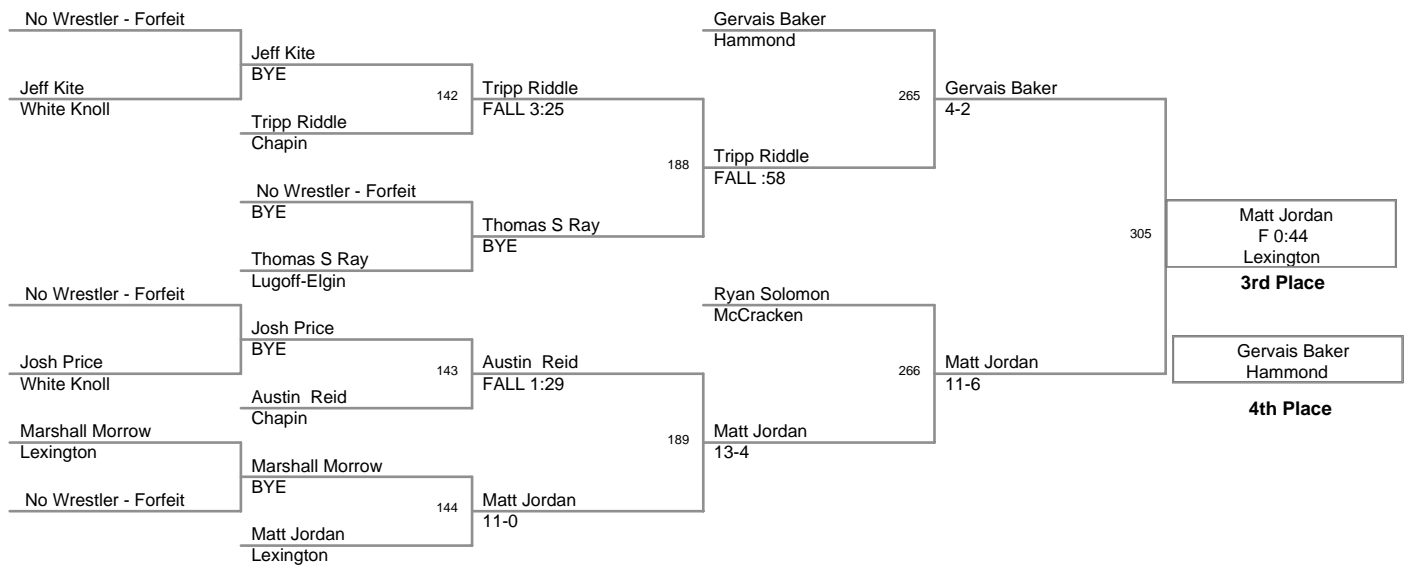 No Wrestler - Forfeit
Jeff Kite
White Knoll
Jeff Kite
BYE
142
Tripp Riddle
Chapin
Tripp Riddle
FALL 3:25
No Wrestler - Forfeit
BYE
Thomas S Ray
Lugoff-Elgin
Thomas S Ray
BYE
188
Tripp Riddle
FALL :58
Gervais Baker
Hammond
265
Gervais Baker
4-2
No Wrestler - Forfeit
Josh Price
White Knoll
Josh Price
BYE
143
Austin Reid
Chapin
Austin Reid
FALL 1:29
Marshall Morrow
Lexington
No Wrestler - Forfeit
Marshall Morrow
BYE
144
Matt Jordan
Lexington
Matt Jordan
11-0
189
Matt Jordan
13-4
Ryan Solomon
McCracken
266
Matt Jordan
11-6
305
Matt Jordan
F 0:44
Lexington
3rd Place
Gervais Baker
Hammond
4th Place